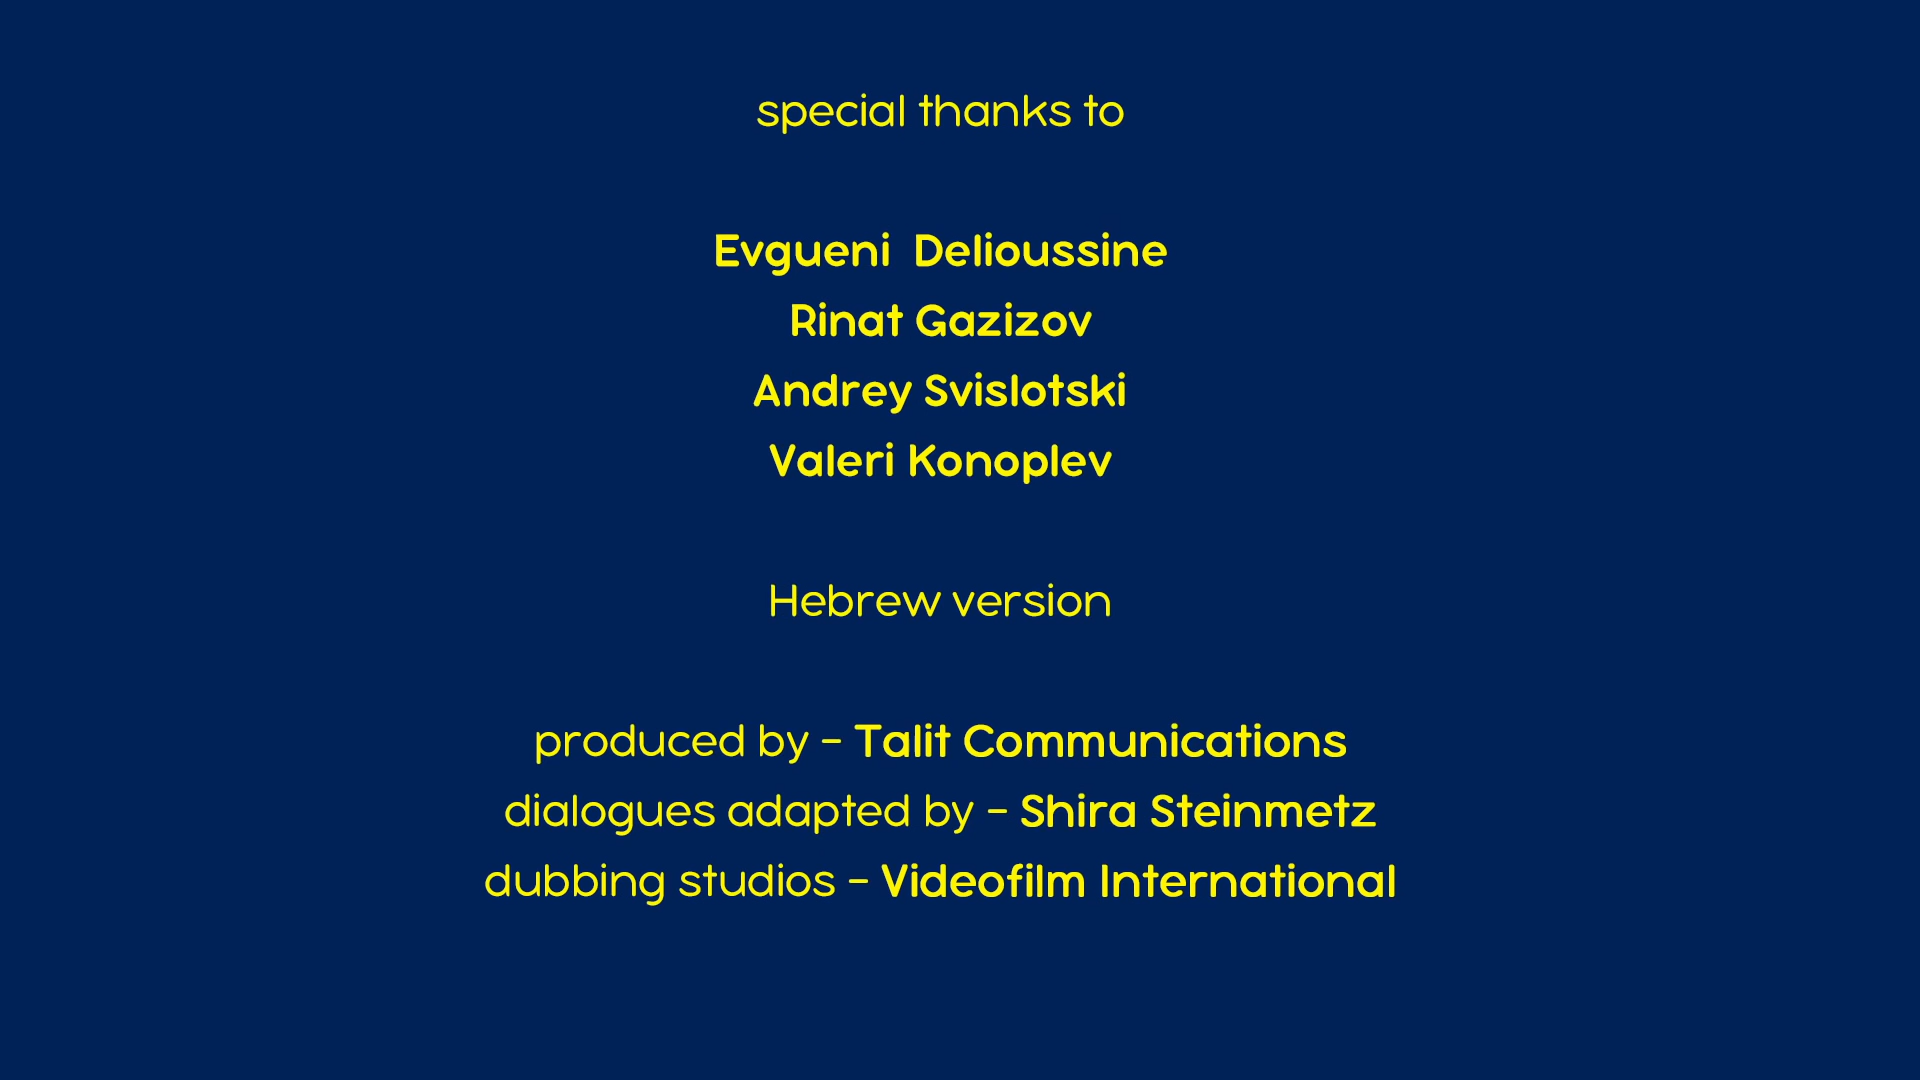 special thanks to
Evgueni  Delioussine
Rinat Gazizov
Andrey Svislotski
Valeri Konoplev
Hebrew version
produced by - Talit Communications
dialogues adapted by - Shira Steinmetz
dubbing studios - Videofilm International